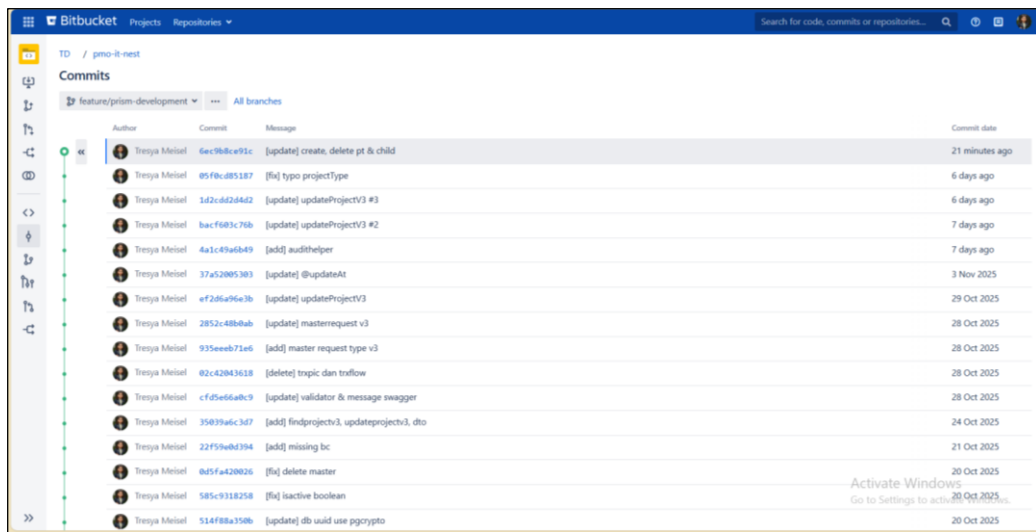 Bitbucket Projects Repositories Search for code, commits or repositories...
TD / pmo-it-nest
Commits
feature/prism-development All branches
Author Commit Message Commit date
Tresya Meisel 6ec9b8ce91c [update] create, delete pt & child 21 minutes ago
Tresya Meisel 05f0cd85187 [fix] typo projectType 6 days ago
Tresya Meisel 1d2cdd2d4d2 [update] updateProjectV3 #3 6 days ago
Tresya Meisel bacf603c76b [update] updateProjectV3 #2 7 days ago
Tresya Meisel 4a1c49a6b49 [add] audithelper 7 days ago
Tresya Meisel 37a52005303 [update] @updateAt 3 Nov 2025
Tresya Meisel ef2d6a96e3b [update] updateProjectV3 29 Oct 2025
Tresya Meisel 2852c48b0ab [update] masterrequest v3 28 Oct 2025
Tresya Meisel 935eeeb71e6 [add] master request type v3 28 Oct 2025
Tresya Meisel 02c42043618 [delete] trxpic dan trxflow 28 Oct 2025
Tresya Meisel cfd5e66a0c9 [update] validator & message swagger 28 Oct 2025
Tresya Meisel 35039a6c3d7 [add] findprojectv3, updateprojectv3, dto 24 Oct 2025
Tresya Meisel 22f59e0d394 [add] missing bc 21 Oct 2025
Tresya Meisel 0d5fa420026 [fix] delete master 20 Oct 2025
Activate Windows
Tresya Meisel 585c9318258 [fix] isactive boolean 20 Oct 2025
Go to Settings to activate Windows.
Tresya Meisel 514f88a350b [update] db uuid use pgcrypto 20 Oct 2025